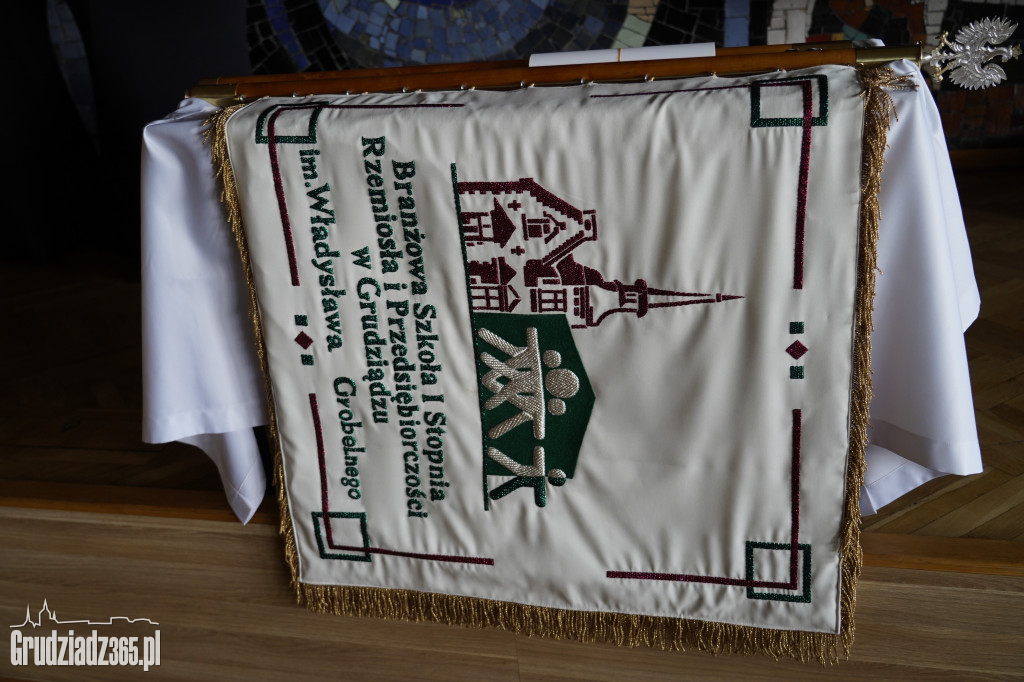 Branżowa Szkoła I Stopnia
Rzemiosła i Przedsiębiorczości
w Grudziądzu
im.Władysława Grobelnego
Grudziadz365.pl